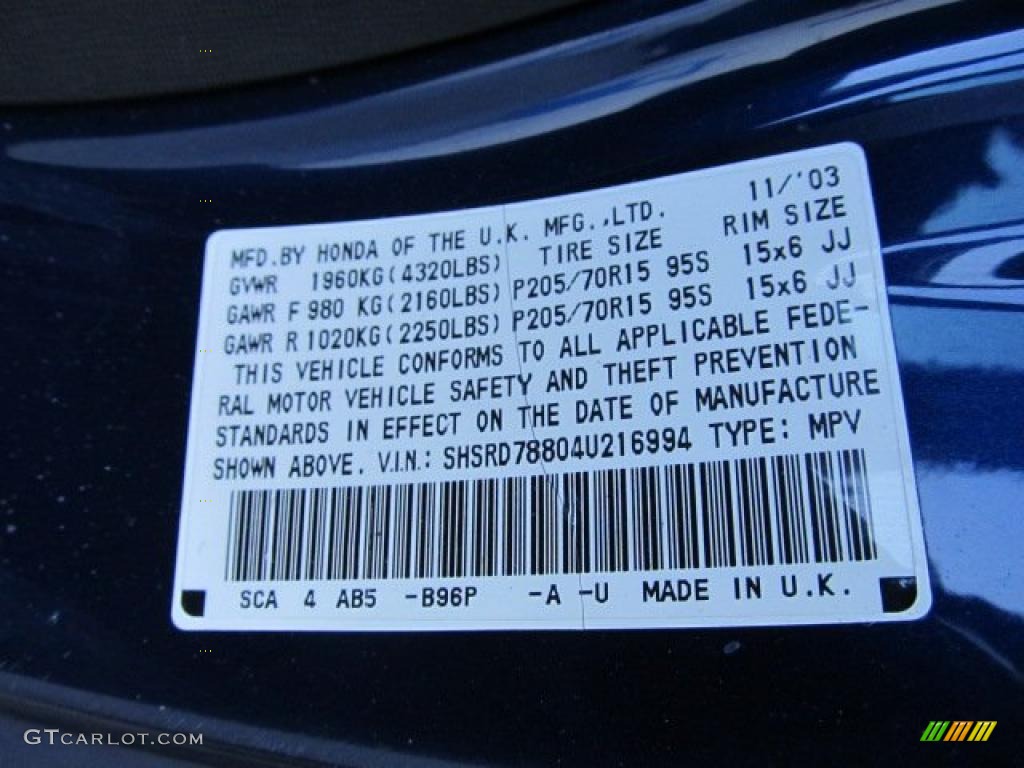 11/'03
MFD.BY HONDA OF THE U.K. MFG.,LTD.
GVWR 1960KG(4320LBS) TIRE SIZE RIM SIZE
GAWR F 980 KG(2160LBS) P205/70R15 95S 15x6 JJ
GAWR R 1020KG(2250LBS) P205/70R15 95S 15x6 JJ
THIS VEHICLE CONFORMS TO ALL APPLICABLE FEDE-
RAL MOTOR VEHICLE SAFETY AND THEFT PREVENTION
STANDARDS IN EFFECT ON THE DATE OF MANUFACTURE
SHOWN ABOVE. V.I.N.: SHSRD78804U216994 TYPE: MPV
SCA 4 AB5 -B96P -A -U MADE IN U.K.
GTCARLOT.COM